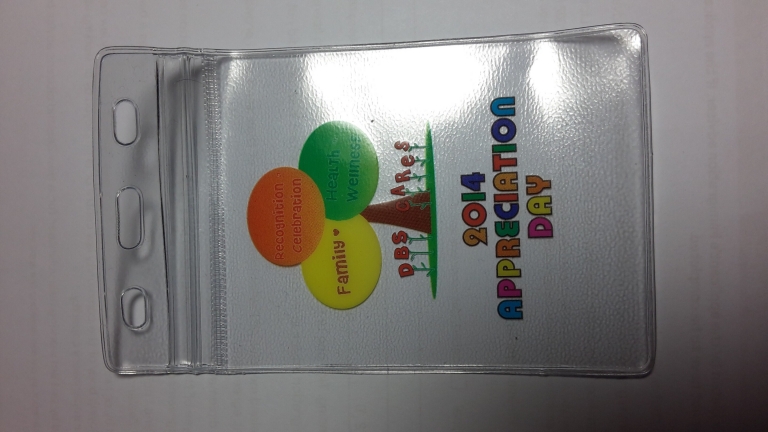 Recognition
Celebration
Health
Wellness
Family
DBS CARes
2014
APPRECIATION
DAY